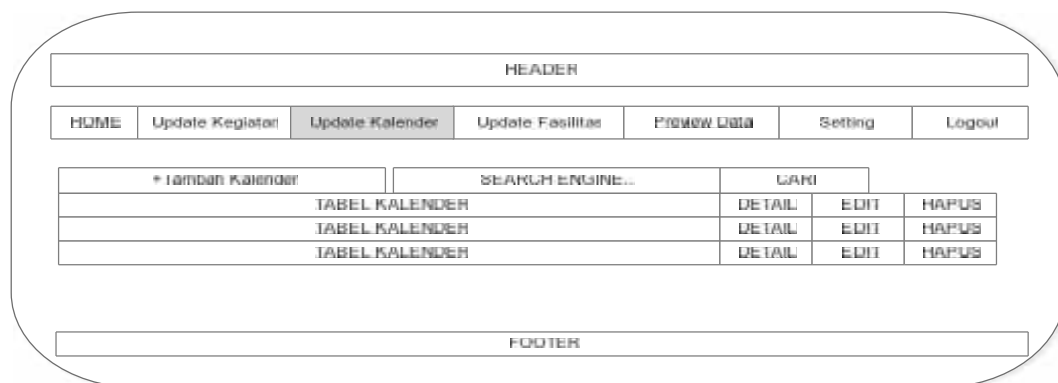 HEADER
HOME Update Kegiatan Update Kalender Update Fasilitas Preview Data Setting Logout
+Tambah Kalender SEARCH ENGINE.. CARI
TABEL KALENDER DETAIL EDIT HAPUS
TABEL KALENDER DETAIL EDIT HAPUS
TABEL KALENDER DETAIL EDIT HAPUS
FOOTER